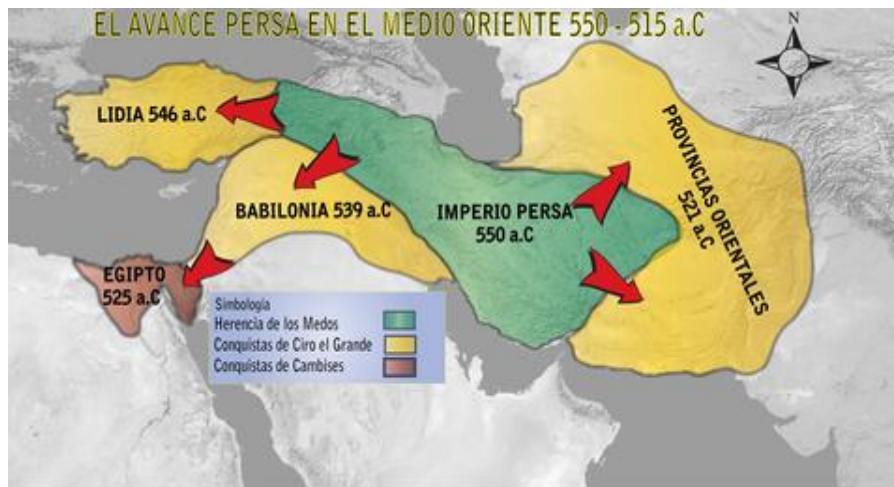 EL AVANCE PERSA EN EL MEDIO ORIENTE 550 - 515 a.C
N
LIDIA 546 a.C
BABILONIA 539 a.C
IMPERIO PERSA
550 a.C
PROVINCIAS ORIENTALES
521 a.C
EGIPTO
525 a.C
Simbología
Herencia de los Medos
Conquistas de Ciro el Grande
Conquistas de Cambises